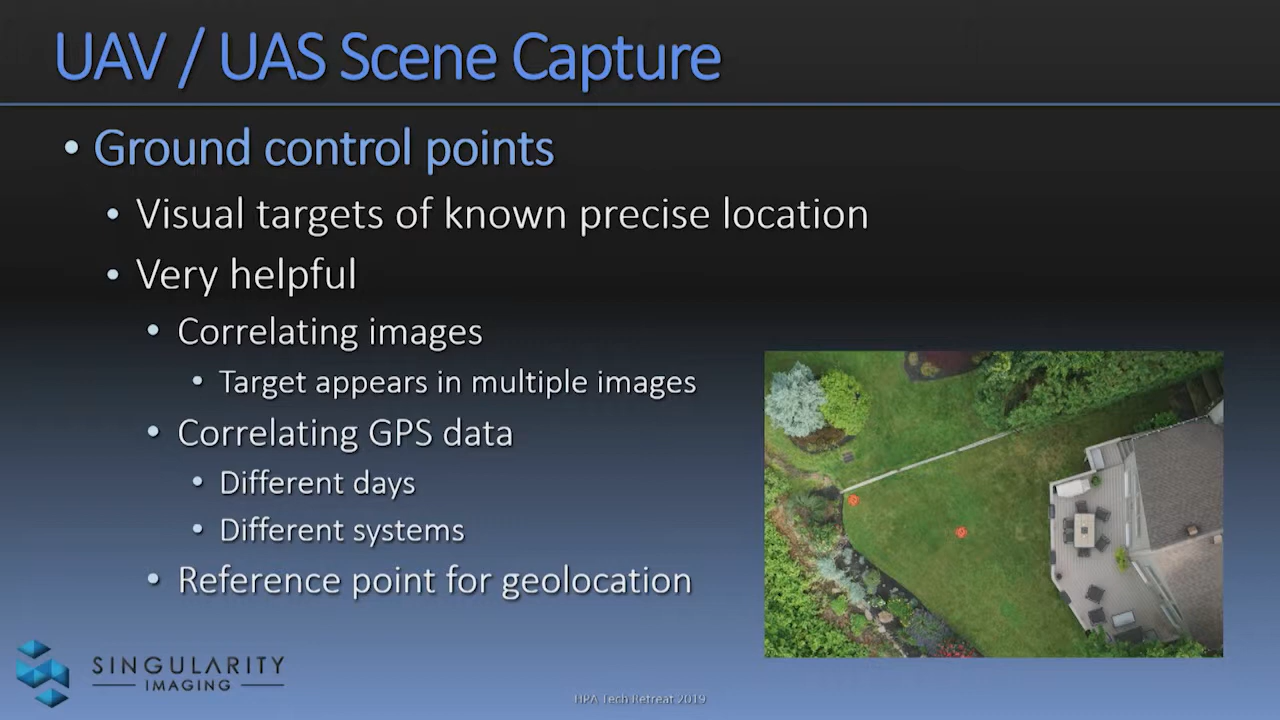 UAV / UAS Scene Capture
• Ground control points
• Visual targets of known precise location
• Very helpful
• Correlating images
• Target appears in multiple images
• Correlating GPS data
• Different days
• Different systems
• Reference point for geolocation
SINGULARITY
IMAGING
HPA Tech Retreat 2019